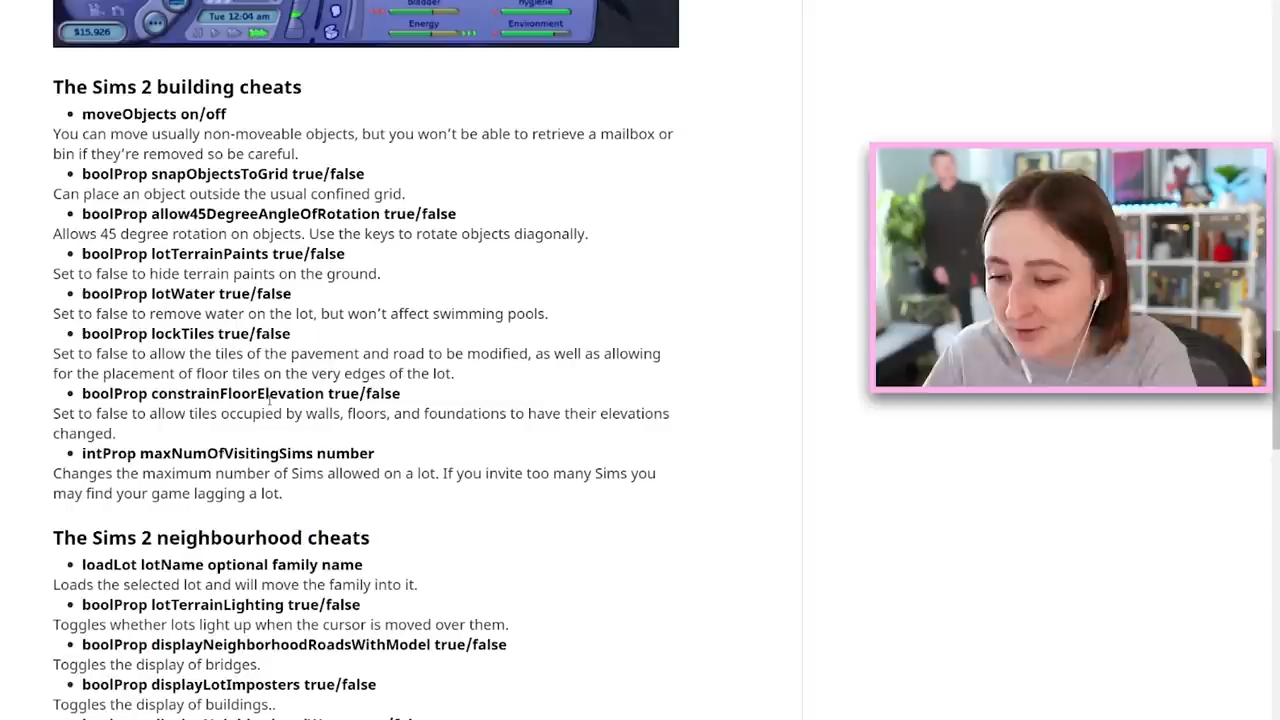 Bladder
Hygiene
Tue 12:04 am
Energy
Environment
$15,926
The Sims 2 building cheats
• moveObjects on/off
You can move usually non-moveable objects, but you won't be able to retrieve a mailbox or
bin if they're removed so be careful.
• boolProp snapObjectsToGrid true/false
Can place an object outside the usual confined grid.
• boolProp allow45DegreeAngleOfRotation true/false
Allows 45 degree rotation on objects. Use the keys to rotate objects diagonally.
• boolProp lotTerrainPaints true/false
Set to false to hide terrain paints on the ground.
• boolProp lotWater true/false
Set to false to remove water on the lot, but won't affect swimming pools.
• boolProp lockTiles true/false
Set to false to allow the tiles of the pavement and road to be modified, as well as allowing
for the placement of floor tiles on the very edges of the lot.
• boolProp constrainFloorElevation true/false
Set to false to allow tiles occupied by walls, floors, and foundations to have their elevations
changed.
• intProp maxNumOfVisitingSims number
Changes the maximum number of Sims allowed on a lot. If you invite too many Sims you
may find your game lagging a lot.
The Sims 2 neighbourhood cheats
• loadLot lotName optional family name
Loads the selected lot and will move the family into it.
• boolProp lotTerrainLighting true/false
Toggles whether lots light up when the cursor is moved over them.
• boolProp displayNeighborhoodRoadsWithModel true/false
Toggles the display of bridges.
• boolProp displayLotImposters true/false
Toggles the display of buildings..